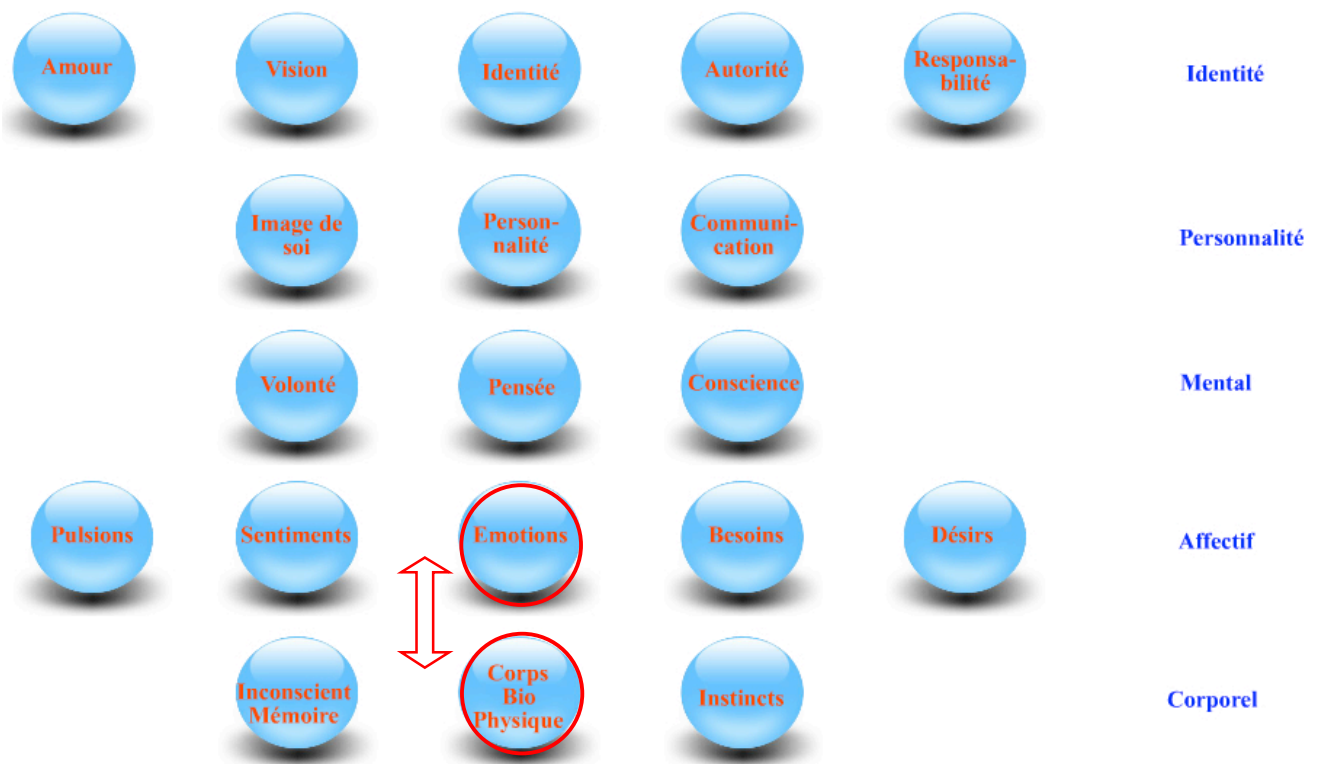 Amour
Vision
Identité
Autorité
Responsa-
bilité
Identité
Image de
soi
Person-
nalité
Communi-
cation
Personnalité
Volonté
Pensée
Conscience
Mental
Pulsions
Sentiments
Emotions
Besoins
Désirs
Affectif
Inconscient
Mémoire
Corps
Bio
Physique
Instincts
Corporel